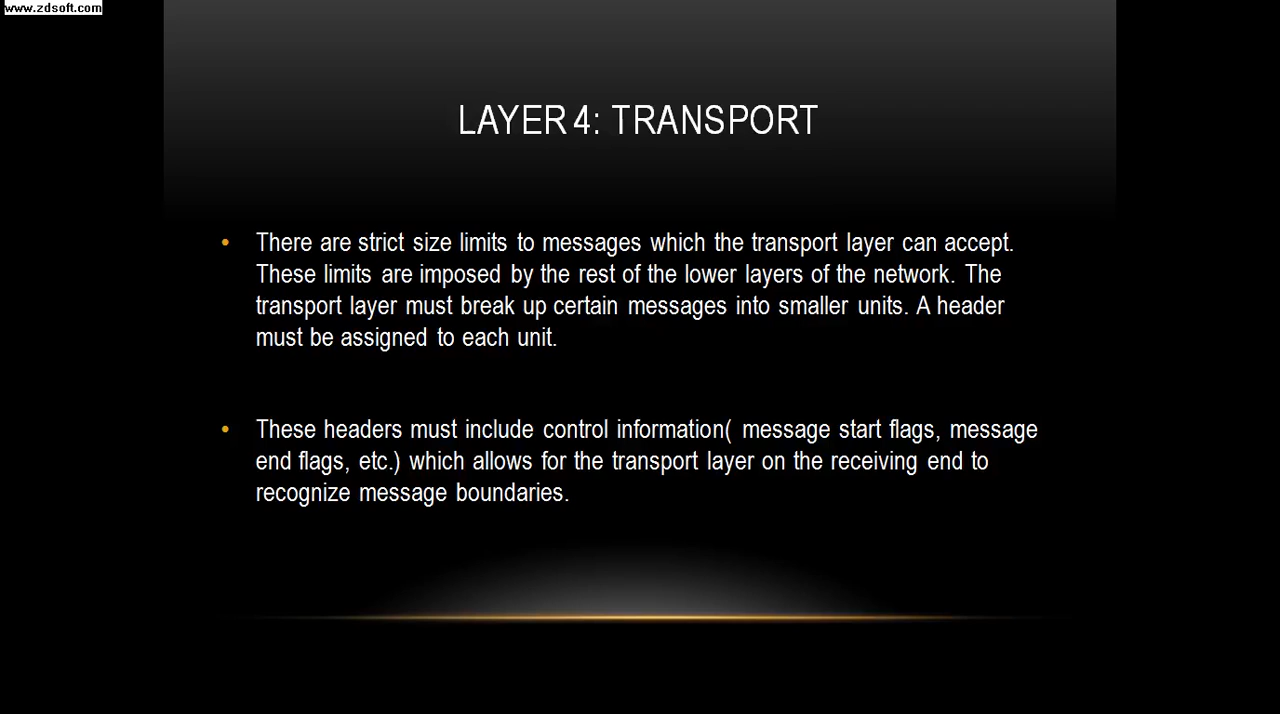 www.zdsoft.com
LAYER 4: TRANSPORT
• There are strict size limits to messages which the transport layer can accept.
These limits are imposed by the rest of the lower layers of the network. The
transport layer must break up certain messages into smaller units. A header
must be assigned to each unit.
• These headers must include control information( message start flags, message
end flags, etc.) which allows for the transport layer on the receiving end to
recognize message boundaries.